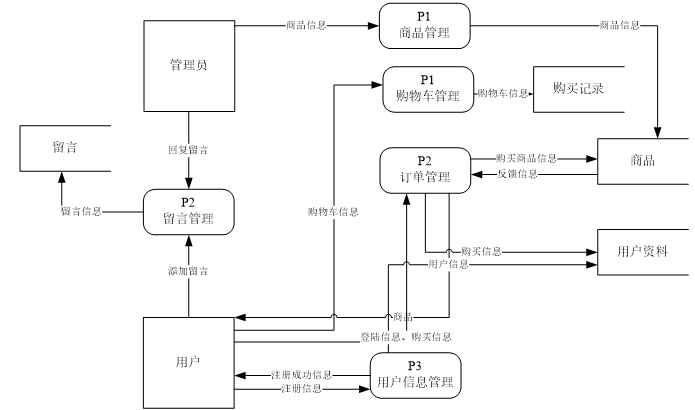 P1
商品管理
商品信息
商品信息
管理员
P1
购物车管理
购物车信息
购买记录
留言
回复留言
P2
订单管理
购买商品信息
反馈信息
商品
P2
留言管理
留言信息
购物车信息
购买信息
用户信息
用户资料
添加留言
商品
登陆信息、购买信息
用户
注册成功信息
注册信息
P3
用户信息管理